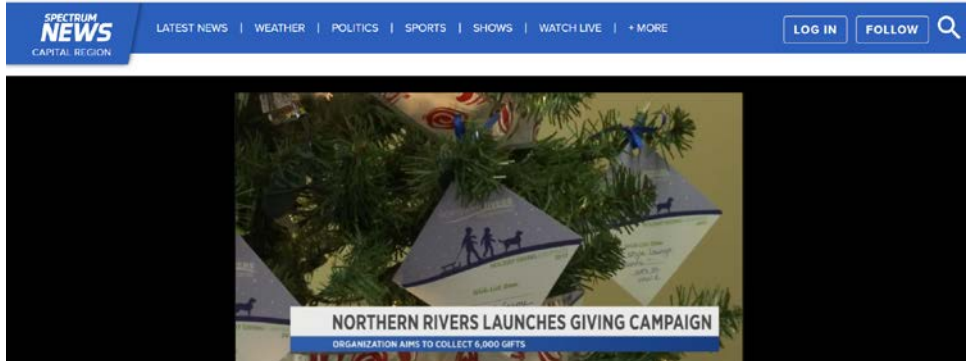 SPECTRUM
NEWS
CAPITAL REGION
LATEST NEWS | WEATHER | POLITICS | SPORTS | SHOWS | WATCH LIVE | + MORE
LOG IN
FOLLOW
NORTHERN RIVERS LAUNCHES GIVING CAMPAIGN
ORGANIZATION AIMS TO COLLECT 6,000 GIFTS